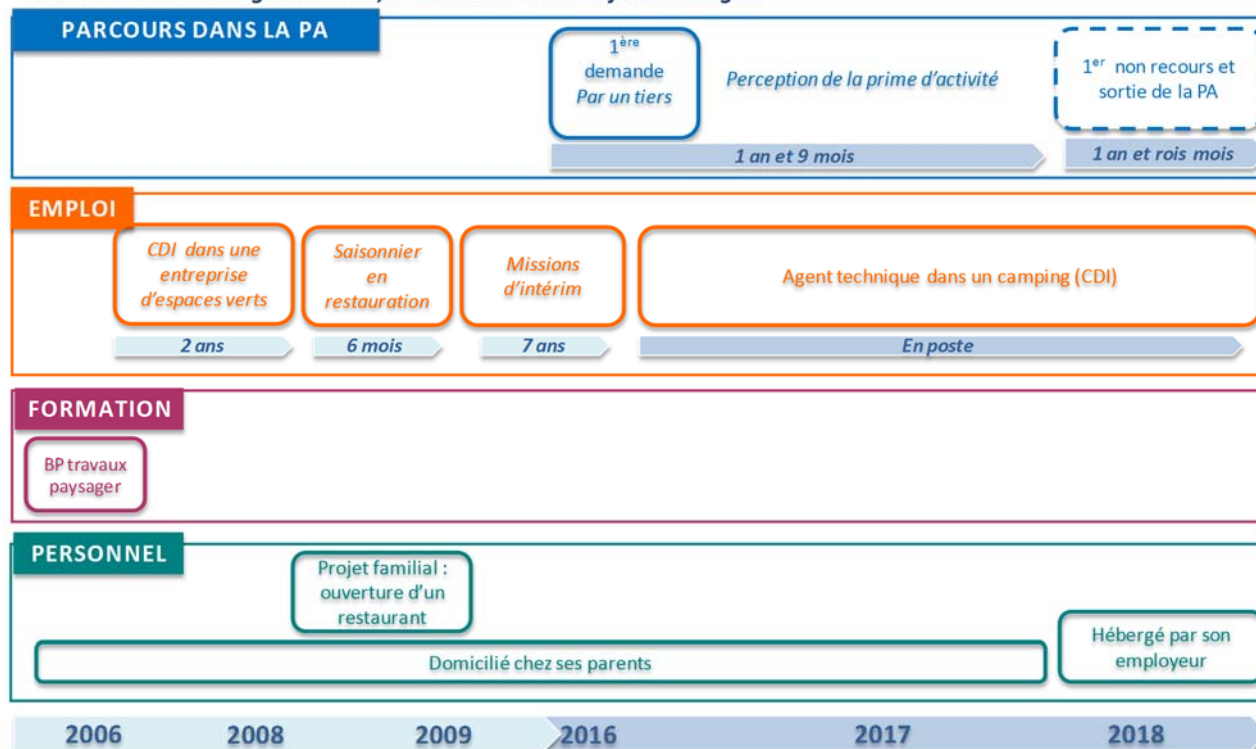 PARCOURS DANS LA PA
1ère
demande
Par un tiers
Perception de la prime d'activité
1er non recours et
sortie de la PA
1 an et 9 mois
1 an et rois mois
EMPLOI
CDI dans une
entreprise
d'espaces verts
Saisonnier
en
restauration
Missions
d'intérim
Agent technique dans un camping (CDI)
2 ans
6 mois
7 ans
En poste
FORMATION
BP travaux
paysager
PERSONNEL
Projet familial :
ouverture d'un
restaurant
Domicilié chez ses parents
Hébergé par son
employeur
2006
2008
2009
2016
2017
2018